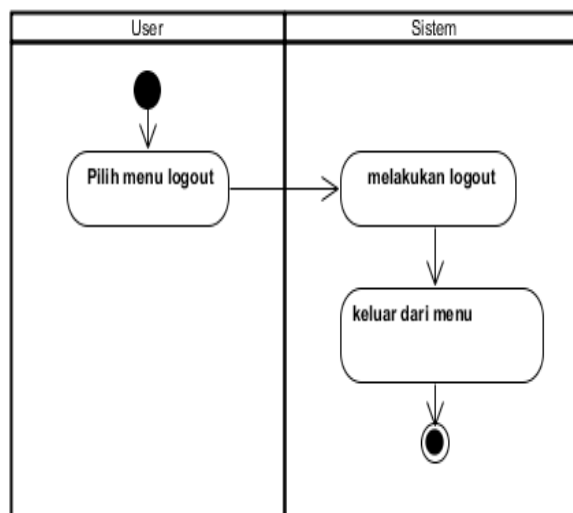 User
Sistem
Pilih menu logout
melakukan logout
keluar dari menu